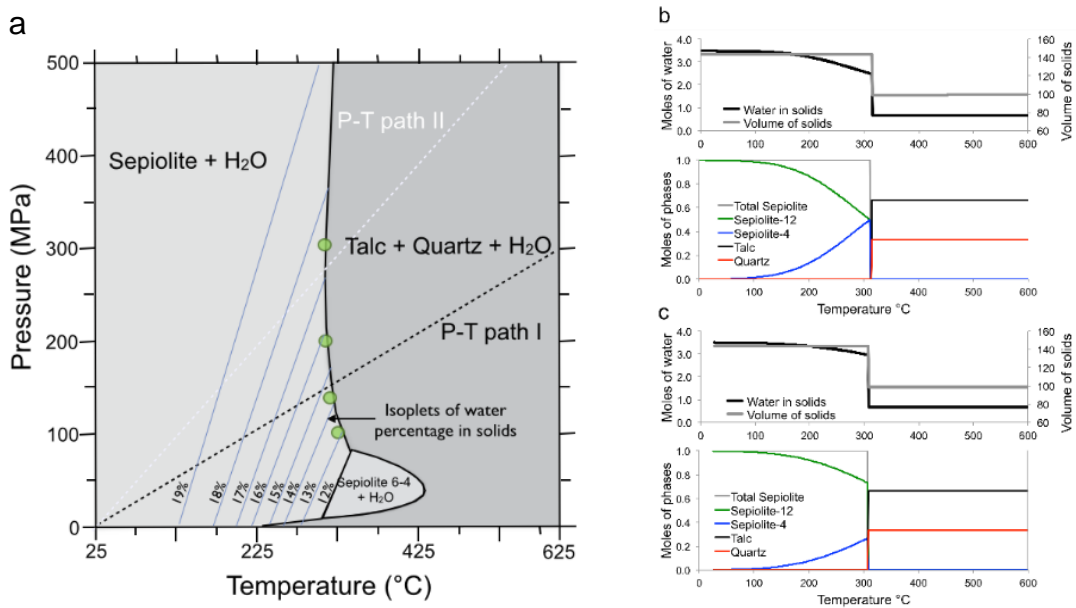 a
500
400
300
200
100
0
Pressure (MPa)
25
225
425
625
Temperature (°C)
Sepiolite + H₂O
P-T path II
Talc + Quartz + H₂O
P-T path I
Isoplets of water
percentage in solids
19%
18%
17%
16%
15%
14%
13%
12%
Sepiolite 6-4
+ H₂O
b
Moles of water
4.0
3.0
2.0
1.0
0.0
Water in solids
Volume of solids
160
140
120
100
80
60
Volume of solids
0 100 200 300 400 500 600
Moles of phases
1.0
0.8
0.6
0.4
0.2
0.0
Total Sepiolite
Sepiolite-12
Sepiolite-4
Talc
Quartz
0 100 200 300 400 500 600
Temperature °C
c
Moles of water
4.0
3.0
2.0
1.0
0.0
Water in solids
Volume of solids
160
140
120
100
80
60
Volume of solids
0 100 200 300 400 500 600
Moles of phases
1.0
0.8
0.6
0.4
0.2
0.0
Total Sepiolite
Sepiolite-12
Sepiolite-4
Talc
Quartz
0 100 200 300 400 500 600
Temperature °C